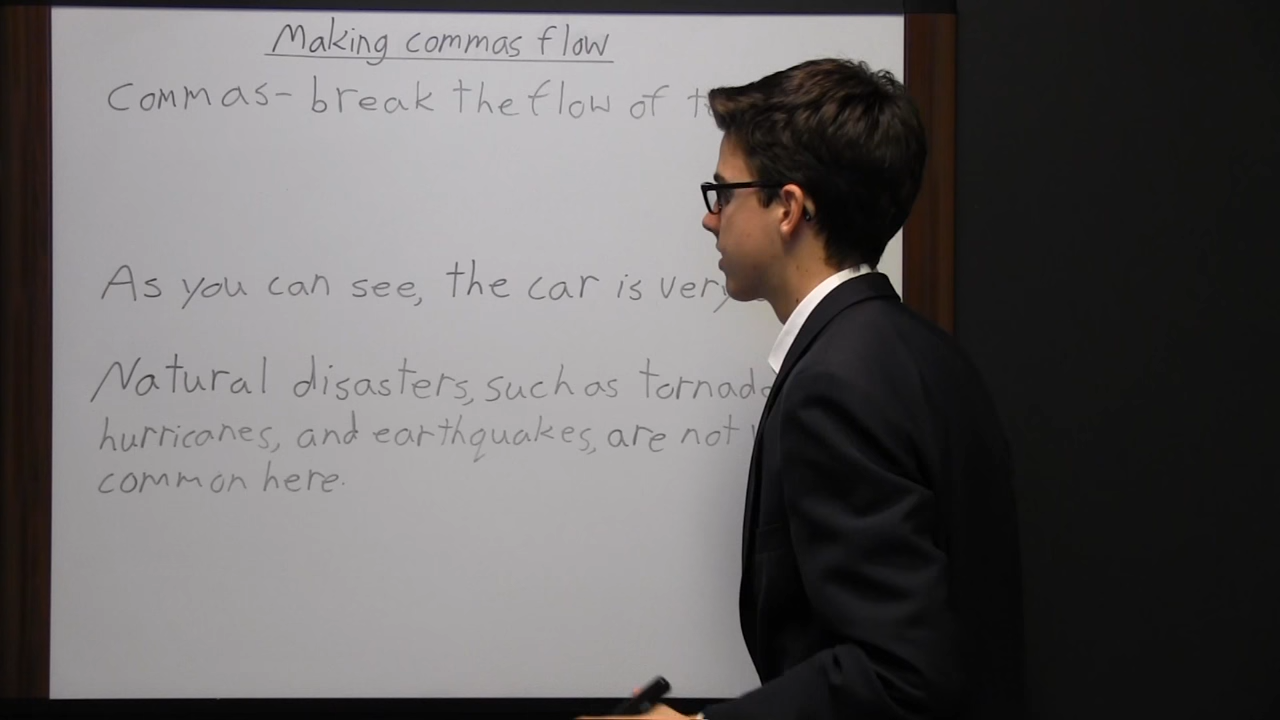 Making commas flow
Commas- break the flow of
As you can see, the car is very
Natural disasters, such as
hurricanes, and earthquakes, are not
common here.